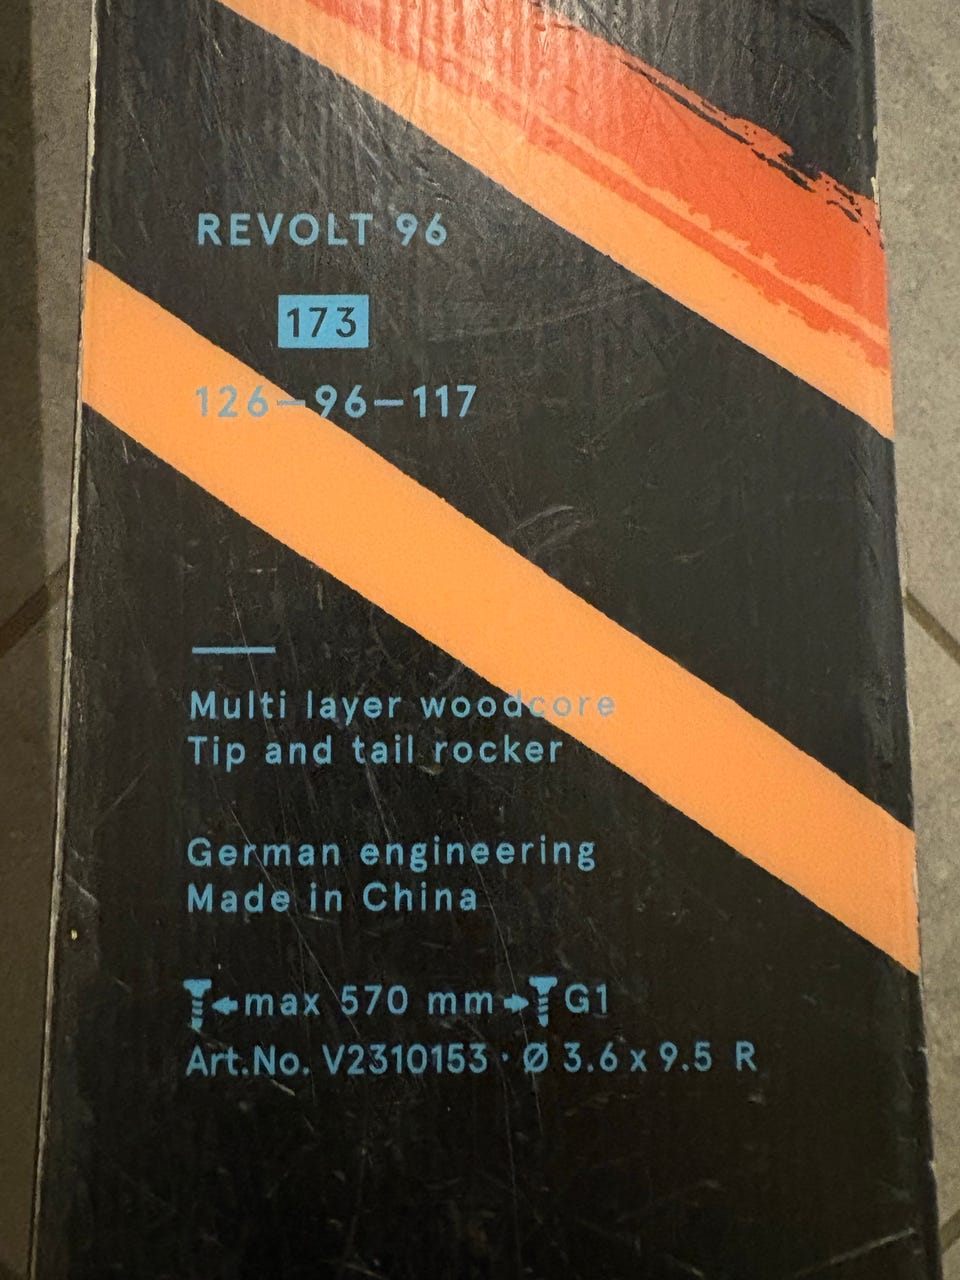 REVOLT 96
173
126–96–117
Multi layer woodcore
Tip and tail rocker
German engineering
Made in China
max 570 mm G1
Art.No. V2310153 · Ø 3.6 x 9.5 R